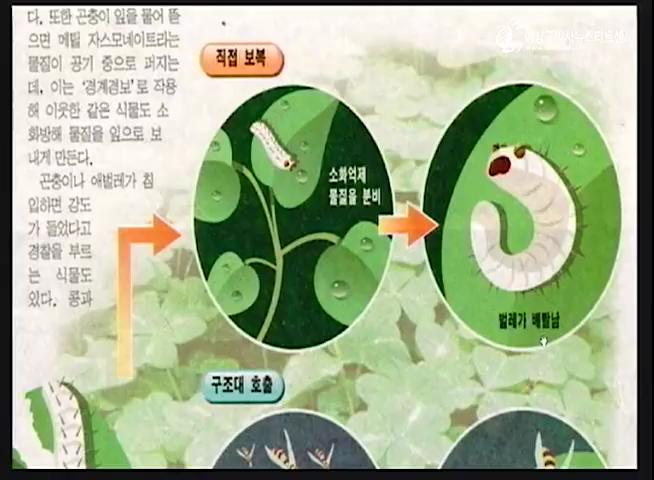 다. 또한 곤충이 잎을 물어 뜯
으면 메틸 자스모네이트라는
물질이 공기 중으로 퍼지는
데, 이는 '경계경보'로 작용
해 이웃한 같은 식물도 소
화방해 물질을 잎으로 보
내게 만든다.
곤충이나 애벌레가 침
입하면 강도
가 들었다고
경찰을 부르
는 식물도
있다. 콩과
직접 보복
소화억제
물질을 분비
벌레가 배탈남
구조대 호출